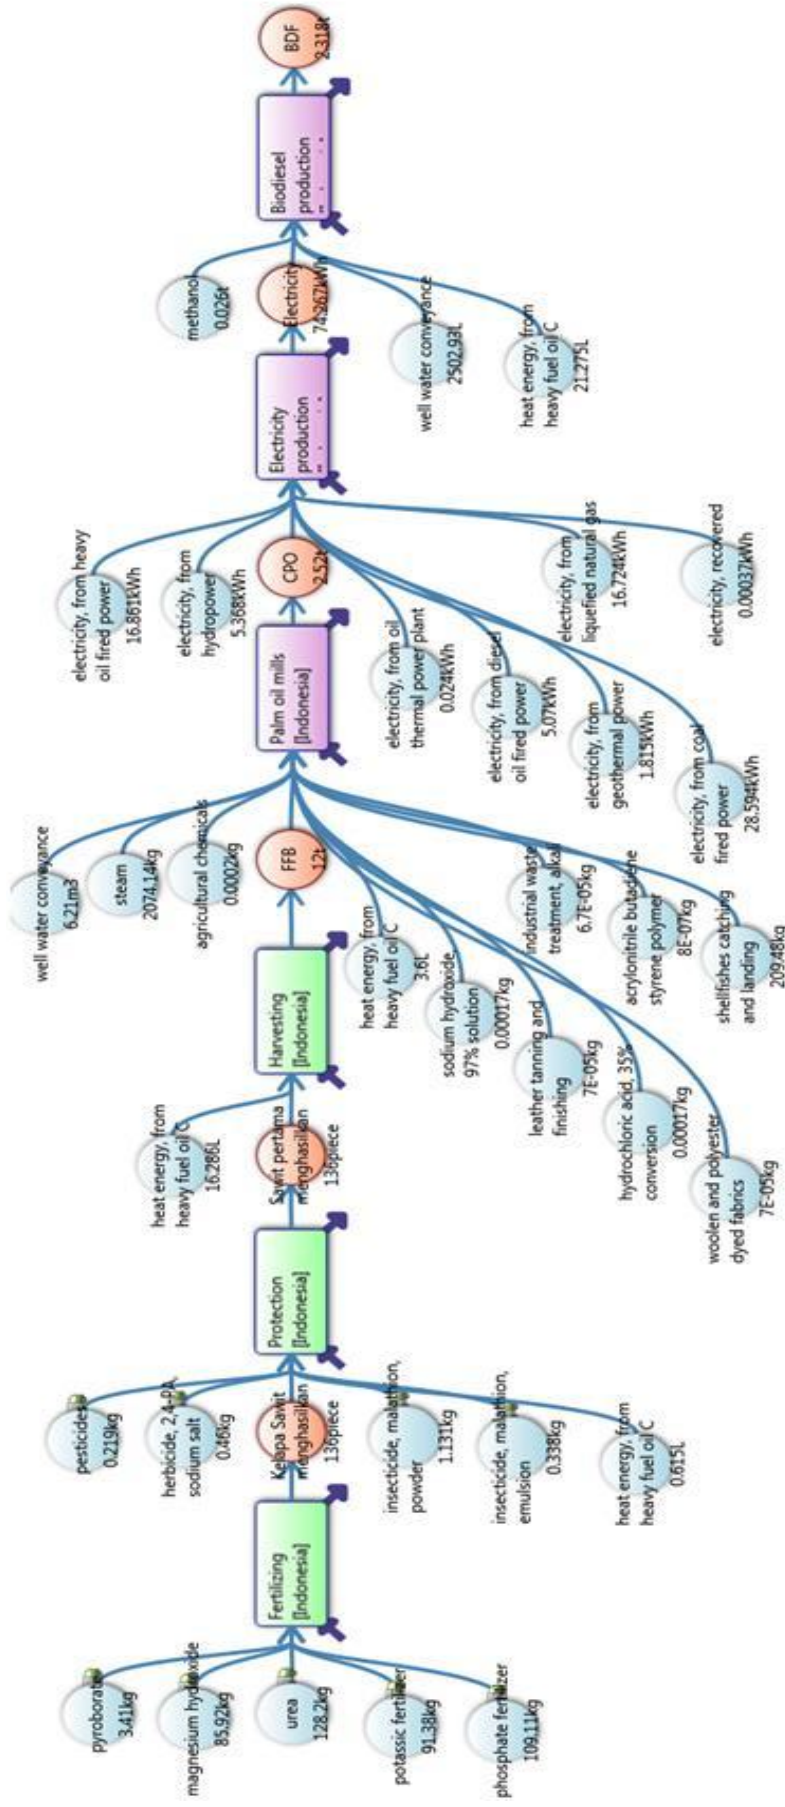 pyroborate
3.41kg
magnesium hydroxide
85.92kg
urea
128.2kg
potassic fertilizer
91.38kg
phosphate fertilizer
109.11kg
Fertilizing
[Indonesia]
pesticides
0.219kg
herbicide, 2,4-PA,
sodium salt
0.46kg
Kelapa Sawit
menghasilkan
136piece
insecticide, malathion,
powder
1.131kg
insecticide, malathion,
emulsion
0.338kg
heat energy, from
heavy fuel oil C
0.615L
Protection
[Indonesia]
heat energy, from
heavy fuel oil C
16.286L
Sawit pertama
menghasilkan
136piece
Harvesting
[Indonesia]
well water conveyance
6.21m3
steam
2074.14kg
agricultural chemicals
0.0002kg
FFB
12t
heat energy, from
heavy fuel oil C
3.6L
sodium hydroxide
97% solution
0.00017kg
leather tanning and
finishing
7E-05kg
hydrochloric acid, 35%
conversion
0.00017kg
woolen and polyester
dyed fabrics
7E-05kg
industrial waste
treatment, alkali
6.7E-05kg
acrylonitrile butadiene
styrene polymer
8E-07kg
shellfishes catching
and landing
209.48kg
Palm oil mills
[Indonesia]
electricity, from heavy
oil fired power
16.861kWh
electricity, from
hydropower
5.368kWh
CPO
2.52t
electricity, from oil
thermal power plant
0.024kWh
electricity, from diesel
oil fired power
5.07kWh
electricity, from
geothermal power
1.815kWh
electricity, from coal
fired power
28.594kWh
electricity, from
liquefied natural gas
16.724kWh
electricity, recovered
0.00037kWh
Electricity
production
methanol
0.026t
Electricity
74.267kWh
well water conveyance
2502.93L
heat energy, from
heavy fuel oil C
21.275L
Biodiesel
production
BDF
2.318t